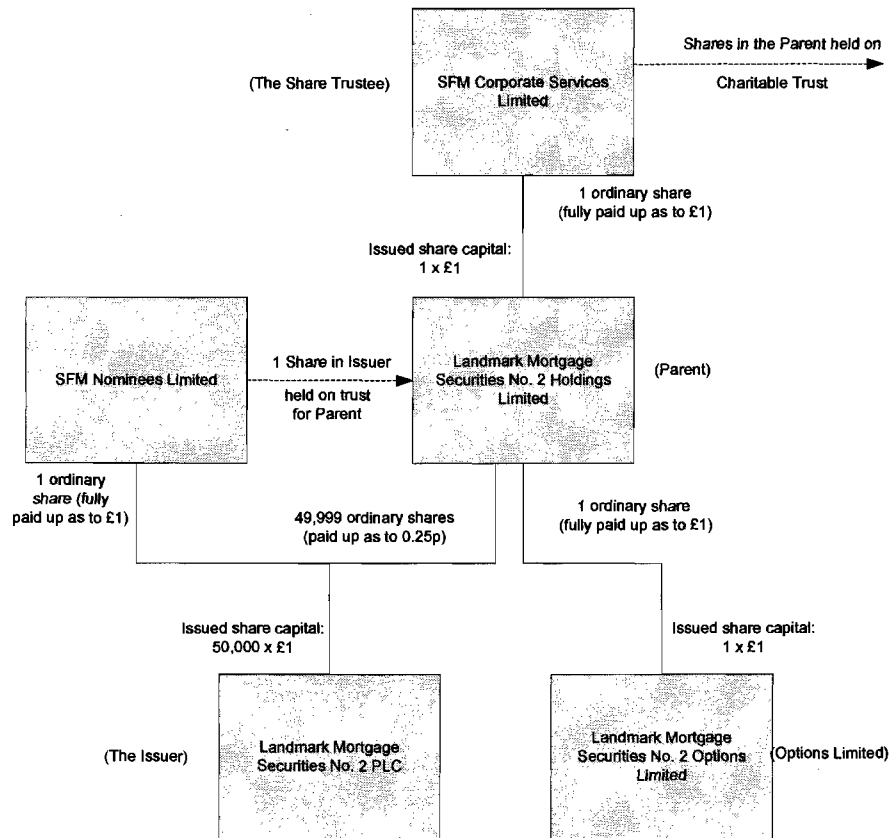 Shares in the Parent held on
(The Share Trustee)
SFM Corporate Services
Limited
Charitable Trust
1 ordinary share
(fully paid up as to £1)
Issued share capital:
1 x £1
SFM Nominees Limited
1 Share in Issuer
held on trust
for Parent
Landmark Mortgage
Securities No. 2 Holdings
Limited
(Parent)
1 ordinary
share (fully
paid up as to £1)
49,999 ordinary shares
(paid up as to 0.25p)
1 ordinary share
(fully paid up as to £1)
Issued share capital:
50,000 x £1
Issued share capital:
1 x £1
(The Issuer)
Landmark Mortgage
Securities No. 2 PLC
Landmark Mortgage
Securities No. 2 Options
Limited
(Options Limited)